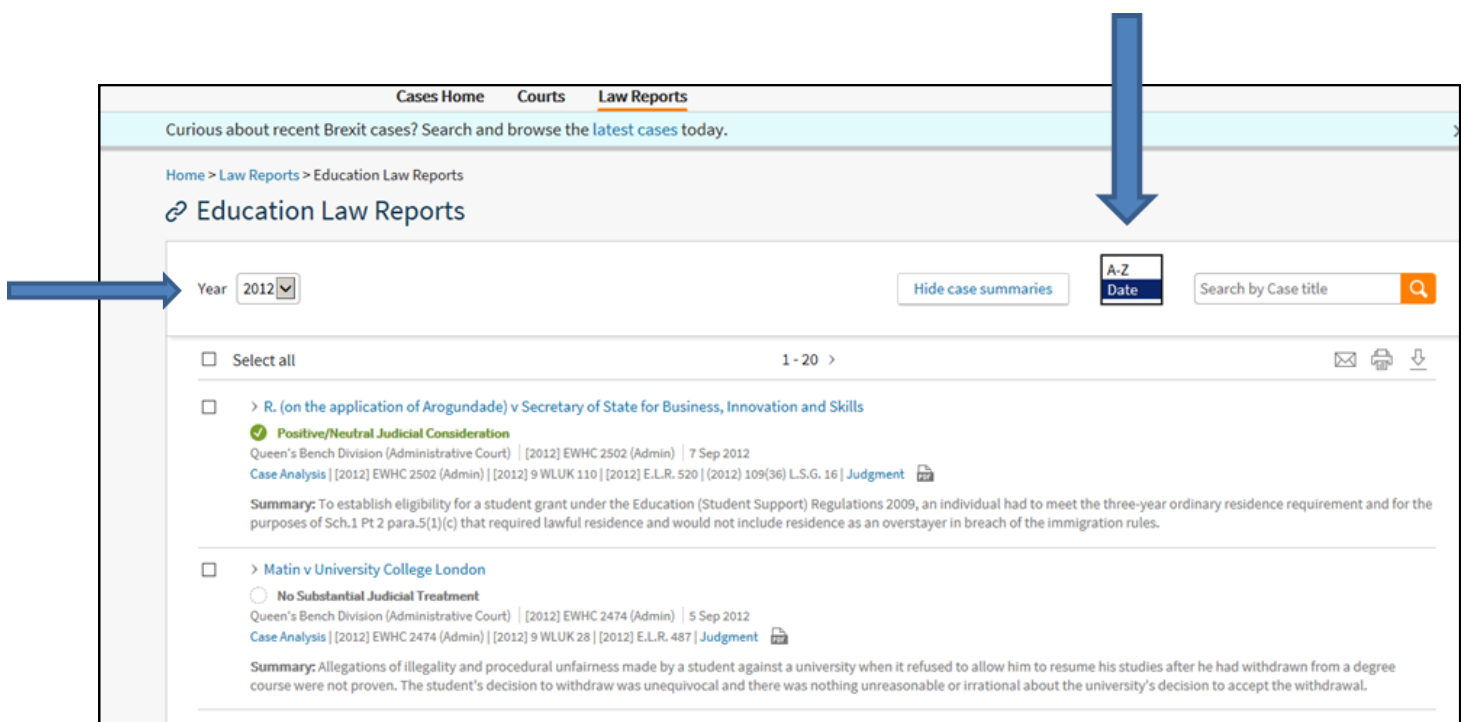 Cases Home Courts Law Reports
Curious about recent Brexit cases? Search and browse the latest cases today.
Home > Law Reports > Education Law Reports
Education Law Reports
Year 2012 Hide case summaries A-Z Date Search by Case title
Select all 1 - 20 >
> R. (on the application of Arogundade) v Secretary of State for Business, Innovation and Skills
Positive/Neutral Judicial Consideration
Queen's Bench Division (Administrative Court) | [2012] EWHC 2502 (Admin) | 7 Sep 2012
Case Analysis | [2012] EWHC 2502 (Admin) | [2012] 9 WLUK 110 | [2012] E.L.R. 520 | (2012) 109(36) L.S.G. 16 | Judgment PDF
Summary: To establish eligibility for a student grant under the Education (Student Support) Regulations 2009, an individual had to meet the three-year ordinary residence requirement and for the
purposes of Sch.1 Pt 2 para.5(1)(c) that required lawful residence and would not include residence as an overstayer in breach of the immigration rules.
> Matin v University College London
No Substantial Judicial Treatment
Queen's Bench Division (Administrative Court) | [2012] EWHC 2474 (Admin) | 5 Sep 2012
Case Analysis | [2012] EWHC 2474 (Admin) | [2012] 9 WLUK 28 | [2012] E.L.R. 487 | Judgment PDF
Summary: Allegations of illegality and procedural unfairness made by a student against a university when it refused to allow him to resume his studies after he had withdrawn from a degree
course were not proven. The student's decision to withdraw was unequivocal and there was nothing unreasonable or irrational about the university's decision to accept the withdrawal.